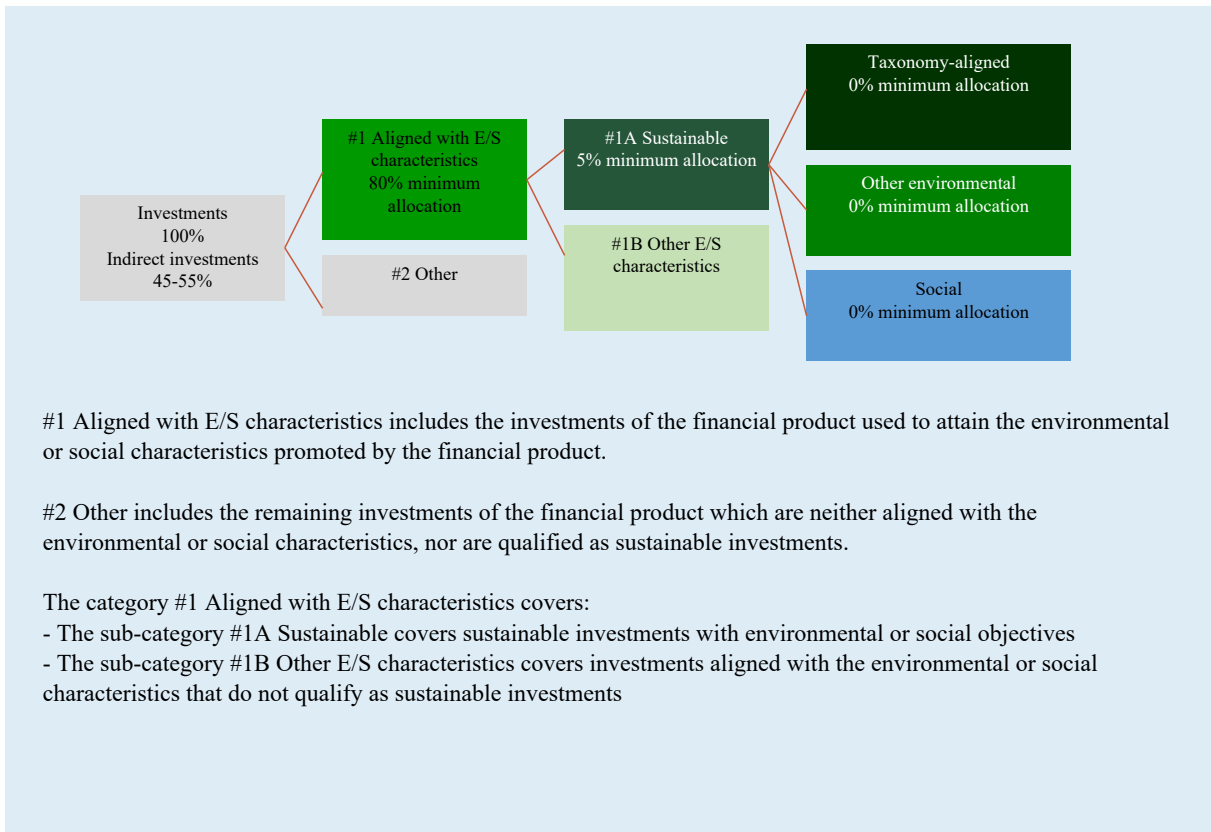 Investments
100%
Indirect investments
45-55%
#1 Aligned with E/S
characteristics
80% minimum
allocation
#2 Other
#1A Sustainable
5% minimum allocation
#1B Other E/S
characteristics
Taxonomy-aligned
0% minimum allocation
Other environmental
0% minimum allocation
Social
0% minimum allocation
#1 Aligned with E/S characteristics includes the investments of the financial product used to attain the environmental
or social characteristics promoted by the financial product.
#2 Other includes the remaining investments of the financial product which are neither aligned with the
environmental or social characteristics, nor are qualified as sustainable investments.
The category #1 Aligned with E/S characteristics covers:
- The sub-category #1A Sustainable covers sustainable investments with environmental or social objectives
- The sub-category #1B Other E/S characteristics covers investments aligned with the environmental or social
characteristics that do not qualify as sustainable investments